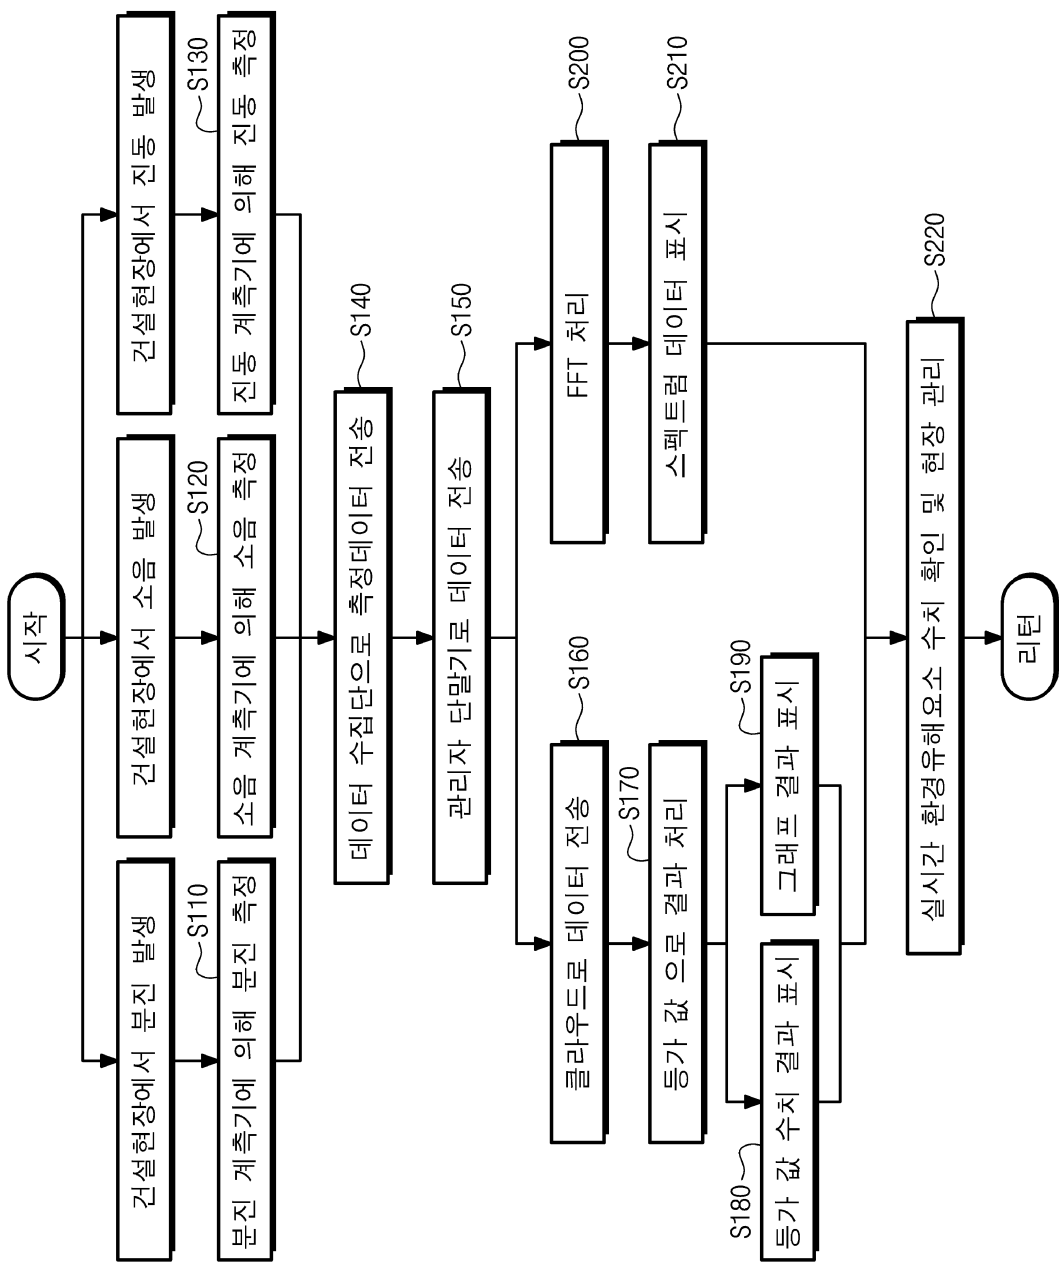 시작
건설현장에서 분진 발생
건설현장에서 소음 발생
건설현장에서 진동 발생
S110
S120
S130
분진 계측기에 의해 분진 측정
소음 계측기에 의해 소음 측정
진동 계측기에 의해 진동 측정
S140
데이터 수집단으로 측정데이터 전송
S150
관리자 단말기로 데이터 전송
S160
S200
클라우드로 데이터 전송
FFT 처리
S170
S210
등가 값 으로 결과 처리
스펙트럼 데이터 표시
S180
S190
등가 값 수치 결과 표시
그래프 결과 표시
S220
실시간 환경유해요소 수치 확인 및 현장 관리
리턴